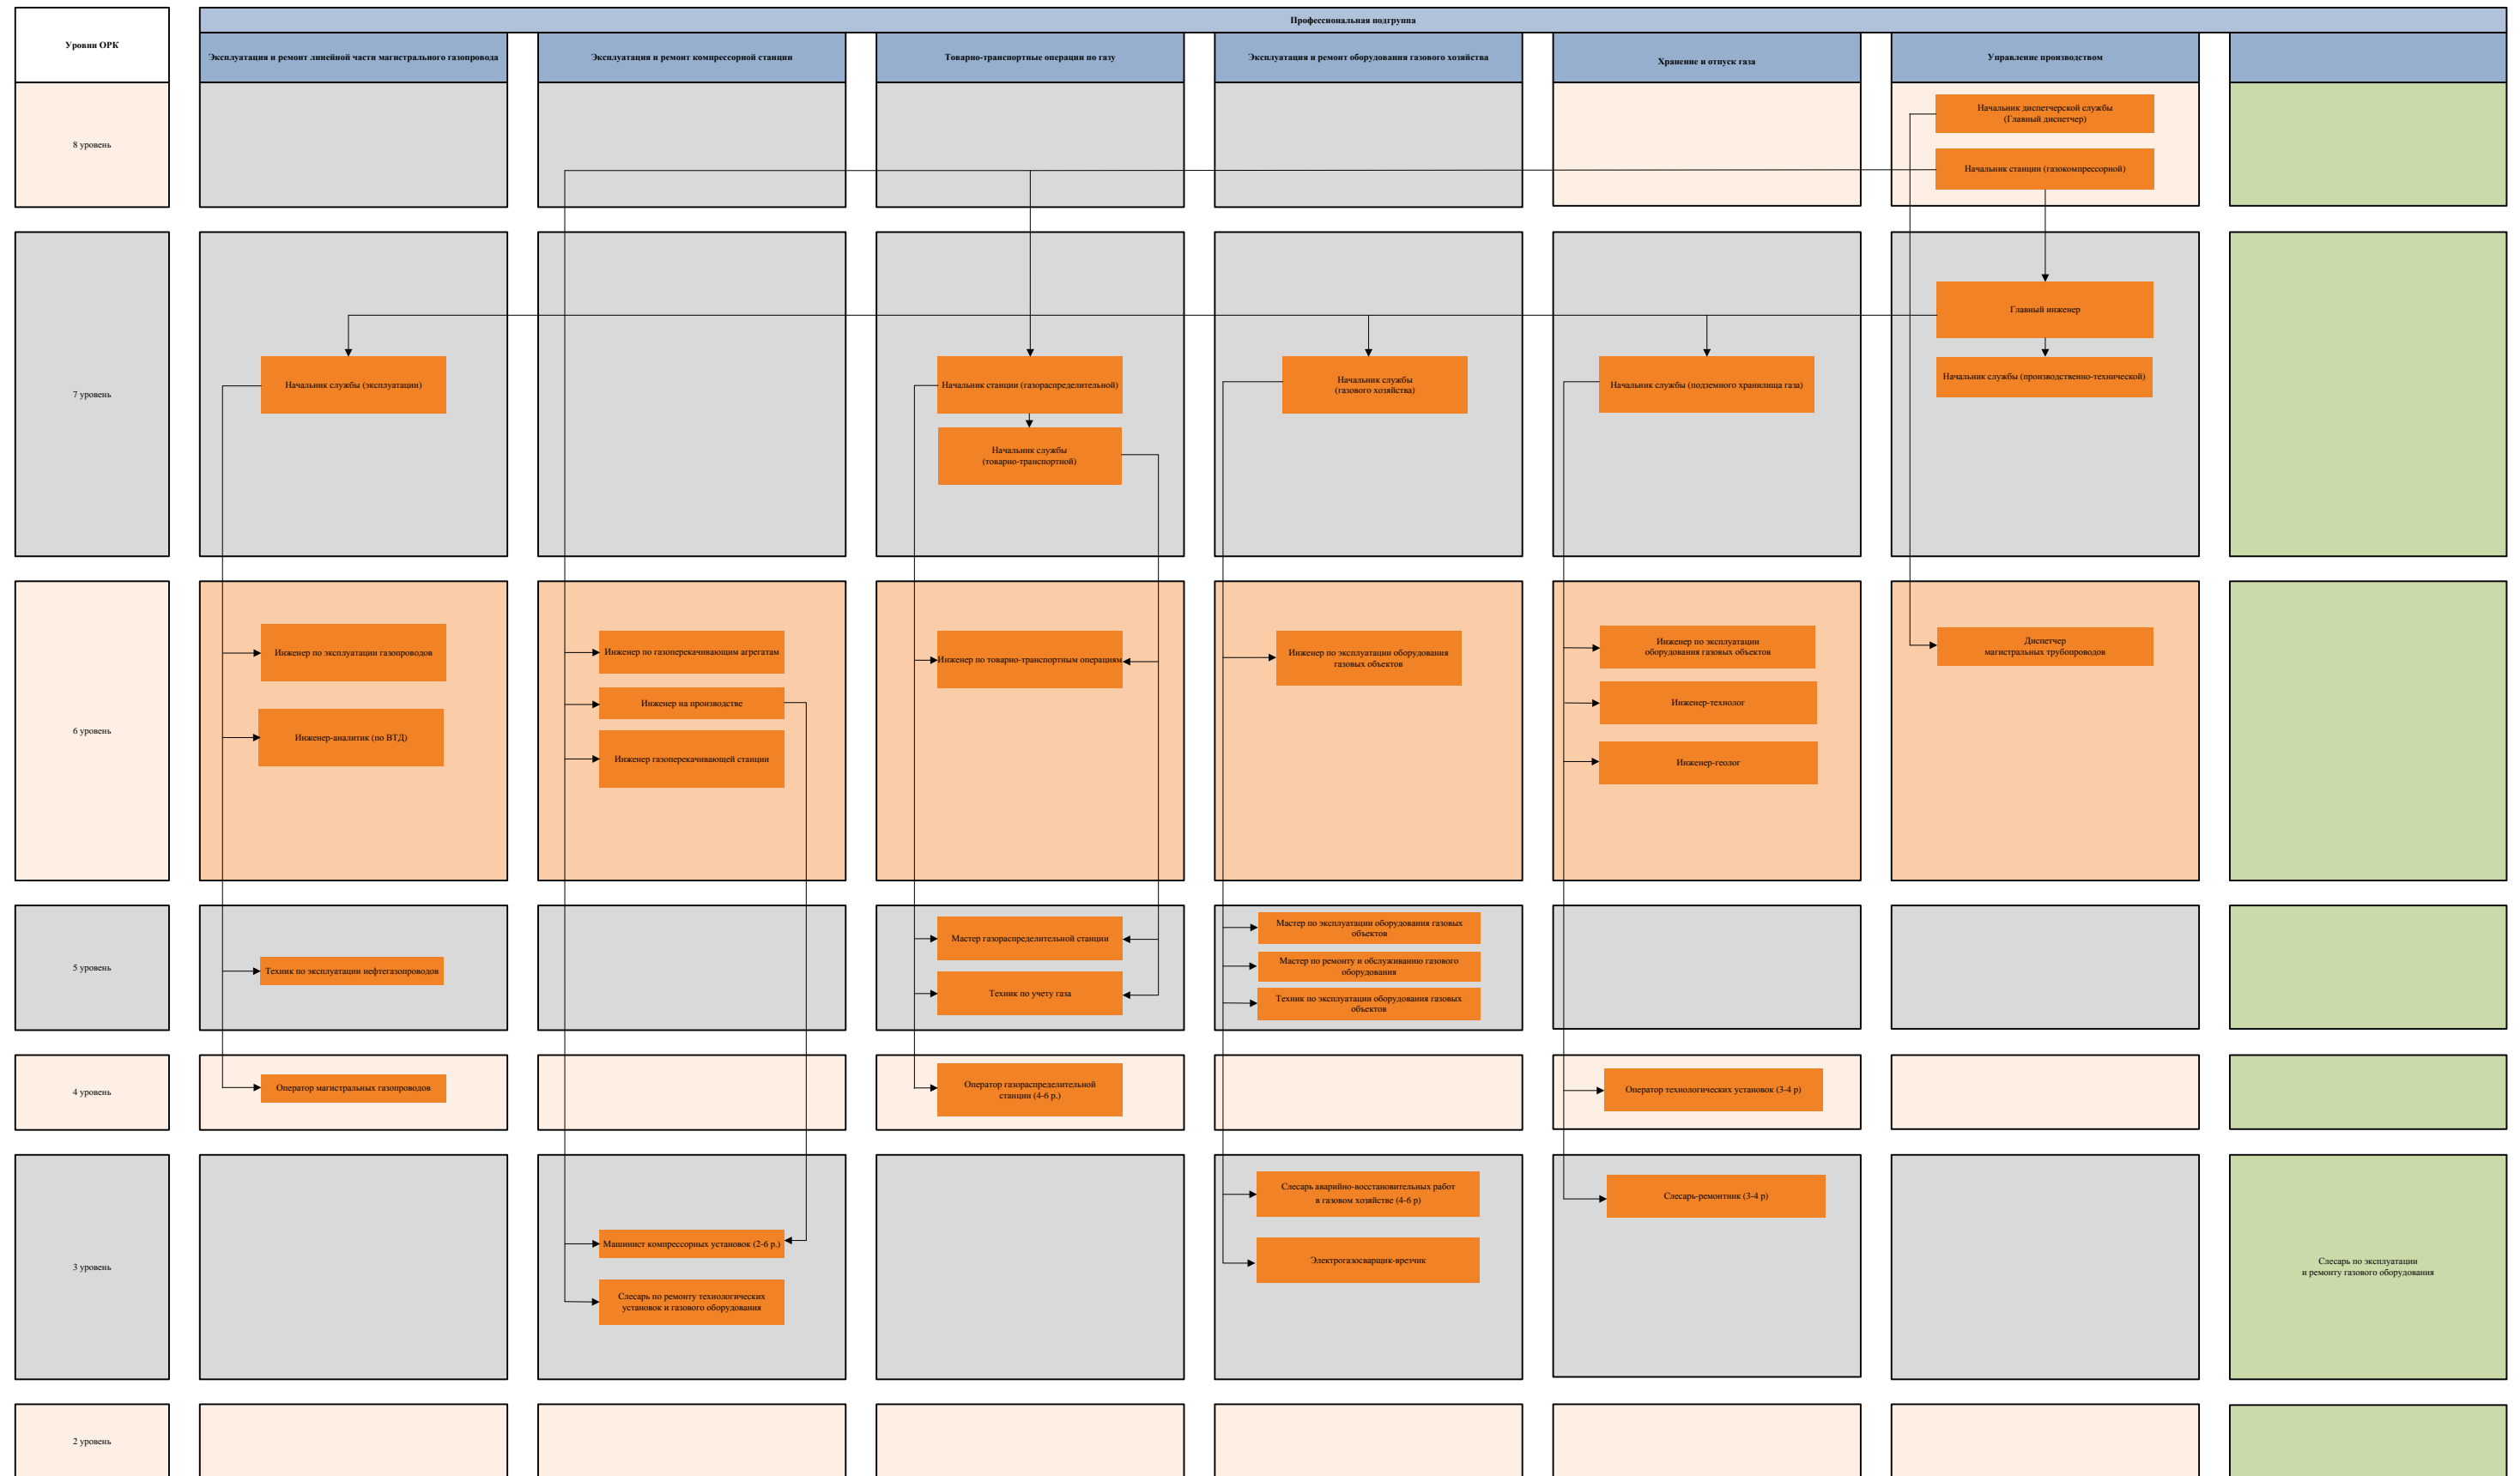 Уровни ОРК
Профессиональная подгруппа
Эксплуатация и ремонт линейной части магистрального газопровода
Эксплуатация и ремонт компрессорной станции
Товарно-транспортные операции по газу
Эксплуатация и ремонт оборудования газового хозяйства
Хранение и отпуск газа
Управление производством
8 уровень
Начальник диспетчерской службы
(Главный диспетчер)
Начальник станции (газокомпрессорной)
7 уровень
Главный инженер
Начальник службы (эксплуатации)
Начальник станции (газораспределительной)
Начальник службы
(товарно-транспортной)
Начальник службы
(газового хозяйства)
Начальник службы (подземного хранилища газа)
Начальник службы (производственно-технической)
6 уровень
Инженер по эксплуатации газопроводов
Инженер-аналитик (по ВТД)
Инженер по газоперекачивающим агрегатам
Инженер на производстве
Инженер газоперекачивающей станции
Инженер по товарно-транспортным операциям
Инженер по эксплуатации оборудования
газовых объектов
Инженер по эксплуатации
оборудования газовых объектов
Инженер-технолог
Инженер-геолог
Диспетчер
магистральных трубопроводов
5 уровень
Техник по эксплуатации нефтегазопроводов
Мастер газораспределительной станции
Техник по учету газа
Мастер по эксплуатации оборудования газовых
объектов
Мастер по ремонту и обслуживанию газового
оборудования
Техник по эксплуатации оборудования газовых
объектов
4 уровень
Оператор магистральных газопроводов
Оператор газораспределительной
станции (4-6 р.)
Оператор технологических установок (3-4 р)
3 уровень
Машинист компрессорных установок (2-6 р.)
Слесарь по ремонту технологических
установок и газового оборудования
Слесарь аварийно-восстановительных работ
в газовом хозяйстве (4-6 р)
Электрогазосварщик-врезчик
Слесарь-ремонтник (3-4 р)
Слесарь по эксплуатации
и ремонту газового оборудования
2 уровень